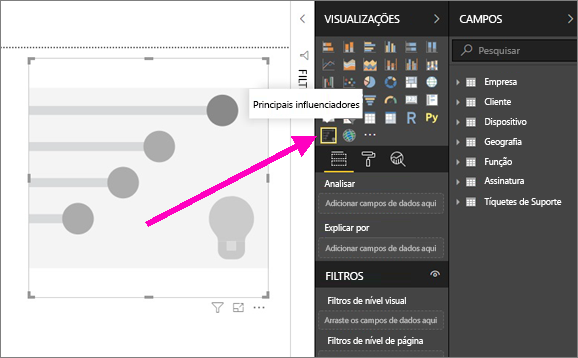 VISUALIZAÇÕES
CAMPOS
Pesquisar
FILT
Principais influenciadores
R
Py
Analisar
Adicionar campos de dados aqui
Explicar por
Adicionar campos de dados aqui
FILTROS
Filtros de nível visual
Arraste os campos de dados aqui
Filtros de nível de página
Empresa
Cliente
Dispositivo
Geografia
Função
Assinatura
Tíquetes de Suporte